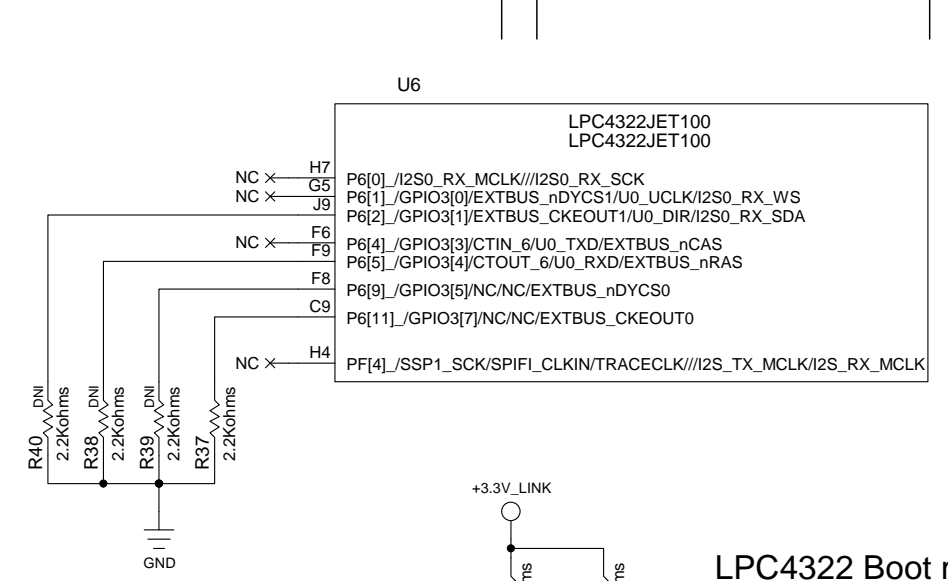 U6
LPC4322JET100
LPC4322JET100
NC H7 P6[0]_/I2S0_RX_MCLK///I2S0_RX_SCK
NC G5 P6[1]_/GPIO3[0]/EXTBUS_nDYCS1/U0_UCLK/I2S0_RX_WS
J9 P6[2]_/GPIO3[1]/EXTBUS_CKEOUT1/U0_DIR/I2S0_RX_SDA
NC F6 P6[4]_/GPIO3[3]/CTIN_6/U0_TXD/EXTBUS_nCAS
F9 P6[5]_/GPIO3[4]/CTOUT_6/U0_RXD/EXTBUS_nRAS
F8 P6[9]_/GPIO3[5]/NC/NC/EXTBUS_nDYCS0
C9 P6[11]_/GPIO3[7]/NC/NC/EXTBUS_CKEOUT0
NC H4 PF[4]_/SSP1_SCK/SPIFI_CLKIN/TRACECLK///I2S_TX_MCLK/I2S_RX_MCLK
R40 DNI 2.2Kohms
R38 DNI 2.2Kohms
R39 DNI 2.2Kohms
R37 2.2Kohms
GND
+3.3V_LINK
LPC4322 Boot